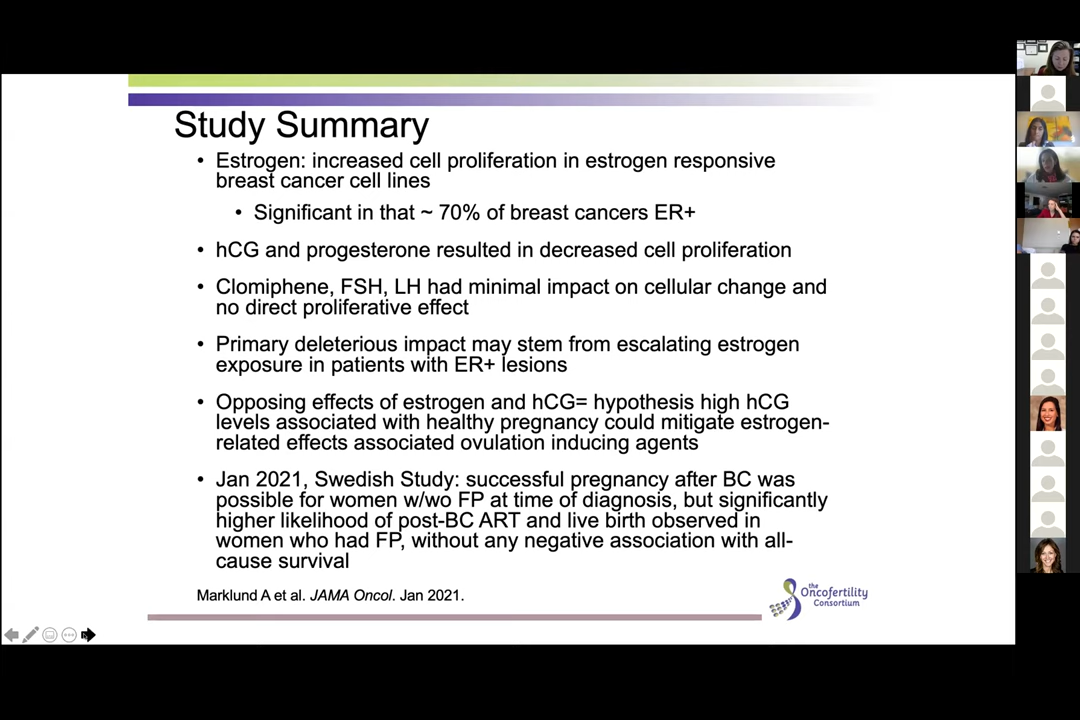 Study Summary
• Estrogen: increased cell proliferation in estrogen responsive
breast cancer cell lines
• Significant in that ~ 70% of breast cancers ER+
• hCG and progesterone resulted in decreased cell proliferation
• Clomiphene, FSH, LH had minimal impact on cellular change and
no direct proliferative effect
• Primary deleterious impact may stem from escalating estrogen
exposure in patients with ER+ lesions
• Opposing effects of estrogen and hCG= hypothesis high hCG
levels associated with healthy pregnancy could mitigate estrogen-
related effects associated ovulation inducing agents
• Jan 2021, Swedish Study: successful pregnancy after BC was
possible for women w/wo FP at time of diagnosis, but significantly
higher likelihood of post-BC ART and live birth observed in
women who had FP, without any negative association with all-
cause survival
Marklund A et al. JAMA Oncol. Jan 2021.
the
Oncofertility
Consortium